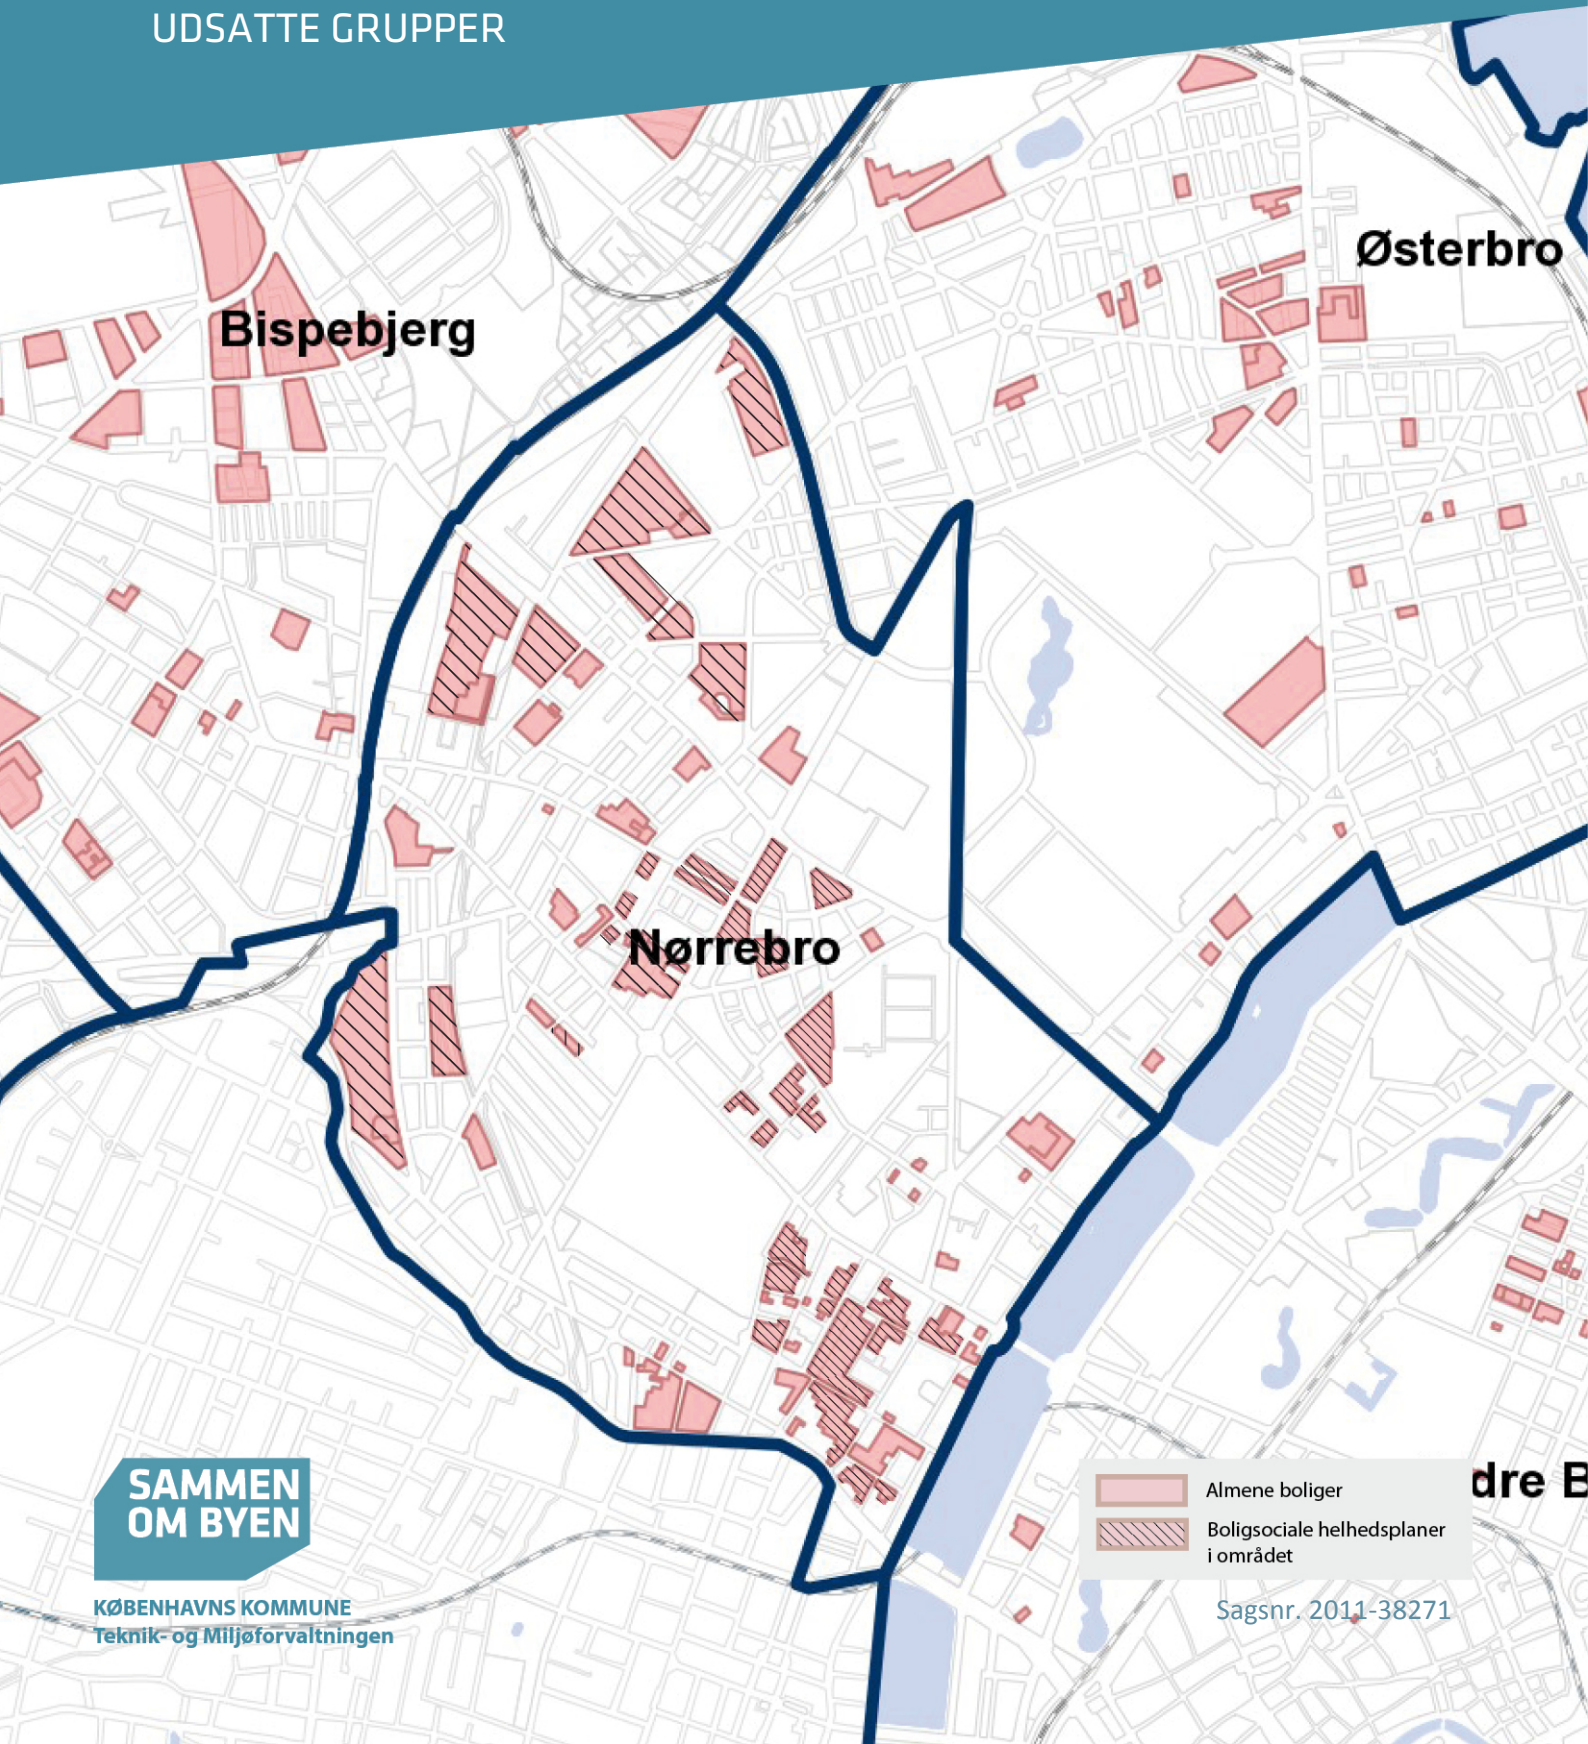 UDSATTE GRUPPER
Østerbro
Bispebjerg
Nørrebro
dre B
Almene boliger
Boligsociale helhedsplaner
i området
SAMMEN
OM BYEN
KØBENHAVNS KOMMUNE
Teknik- og Miljøforvaltningen
Sagsnr. 2011-38271